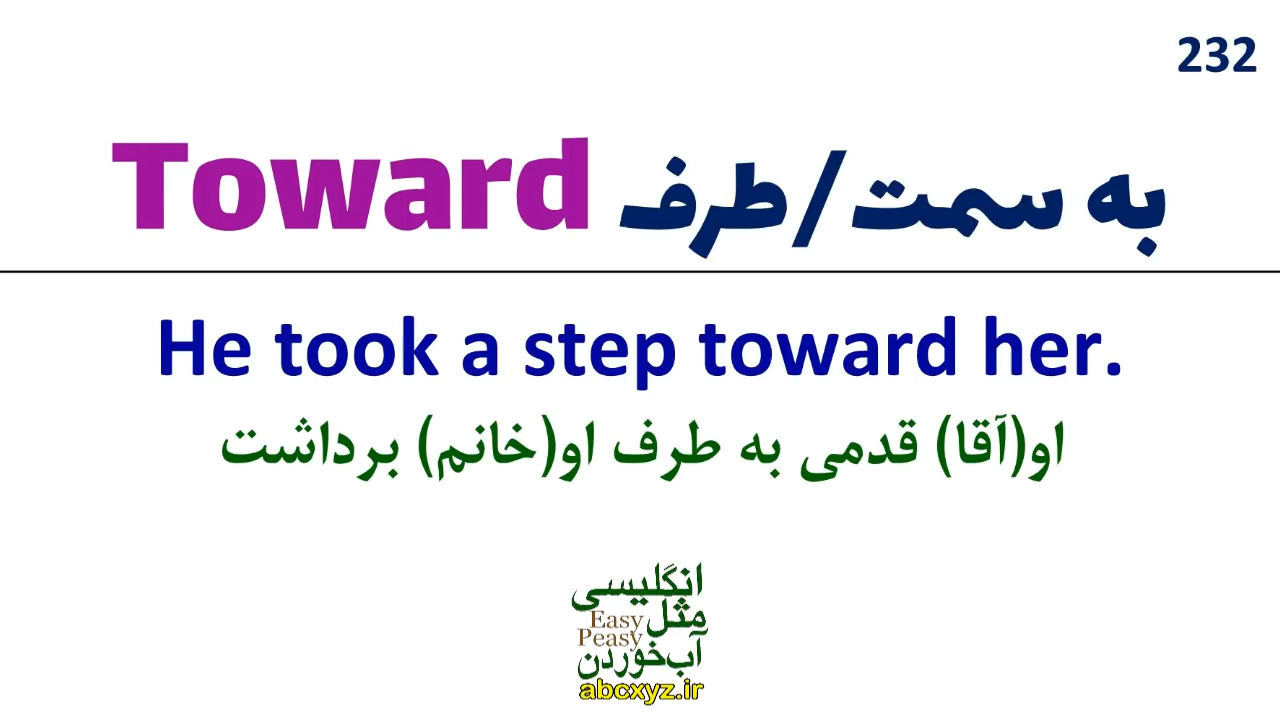 232
Toward به سمت/طرف
He took a step toward her.
او(آقا) قدمی به طرف او(خانم) برداشت
انگلیسی
مثل Easy
Peasy
آب‌خوردن
abcxyz.ir